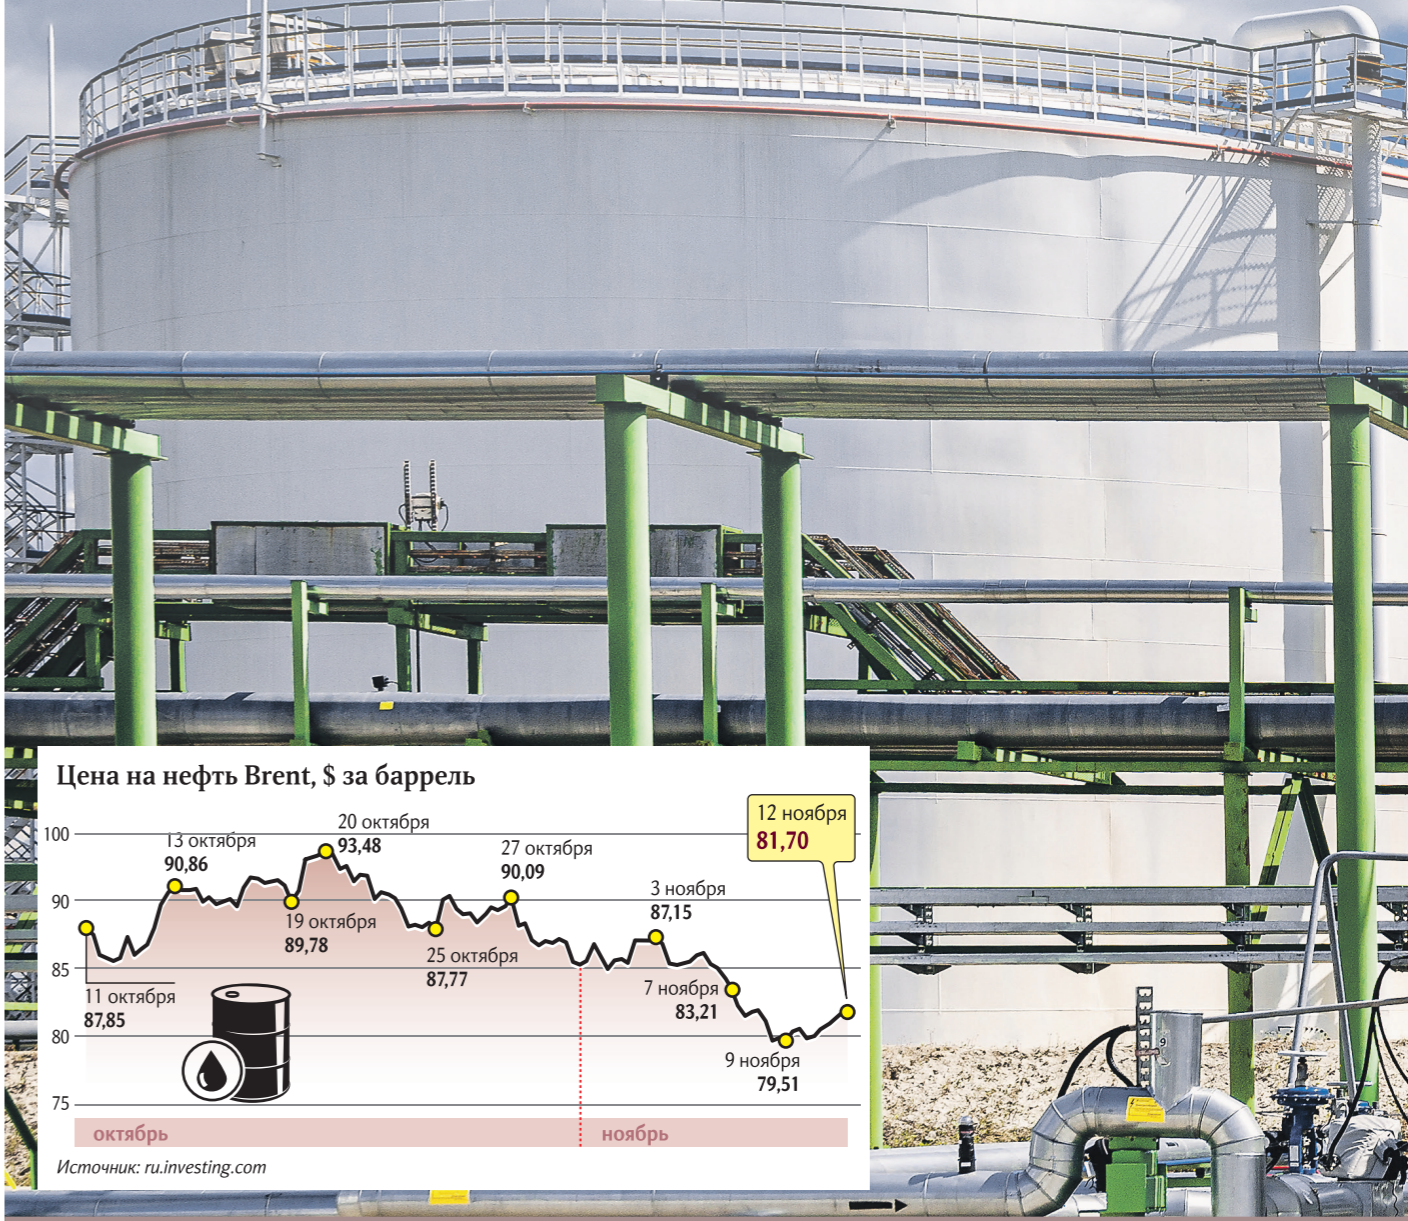 Цена на нефть Brent, $ за баррель
100
90
85
80
75
11 октября
87,85
13 октября
90,86
19 октября
89,78
20 октября
93,48
25 октября
87,77
27 октября
90,09
3 ноября
87,15
7 ноября
83,21
9 ноября
79,51
12 ноября
81,70
октябрь
ноябрь
Источник: ru.investing.com